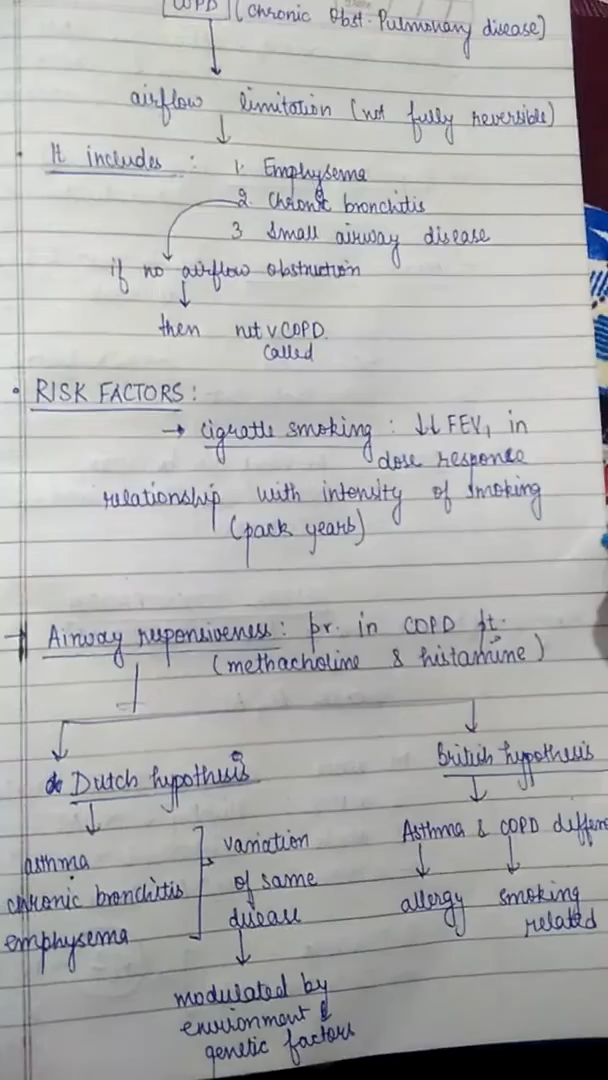 COPD (Chronic Obst. Pulmonary disease)
airflow limitation (not fully reversible)
It includes : 1. Emphysema
2. Chronic bronchitis
3 Small airway disease
if no airflow obstruction
then not COPD.
called
• RISK FACTORS :
→ Cigratte smoking : ↓↓ FEV₁ in
dose response
relationship with intensity of smoking
(pack years)
→ Airway responsiveness : pr. in COPD pt.
(methacholine & histamine)
Dutch hypothesis
British hypothesis
asthma
chronic bronchitis
emphysema
variation
of same
disease
modulated by
environment &
genetic factors
Asthma & COPD differen
allergy smoking
related